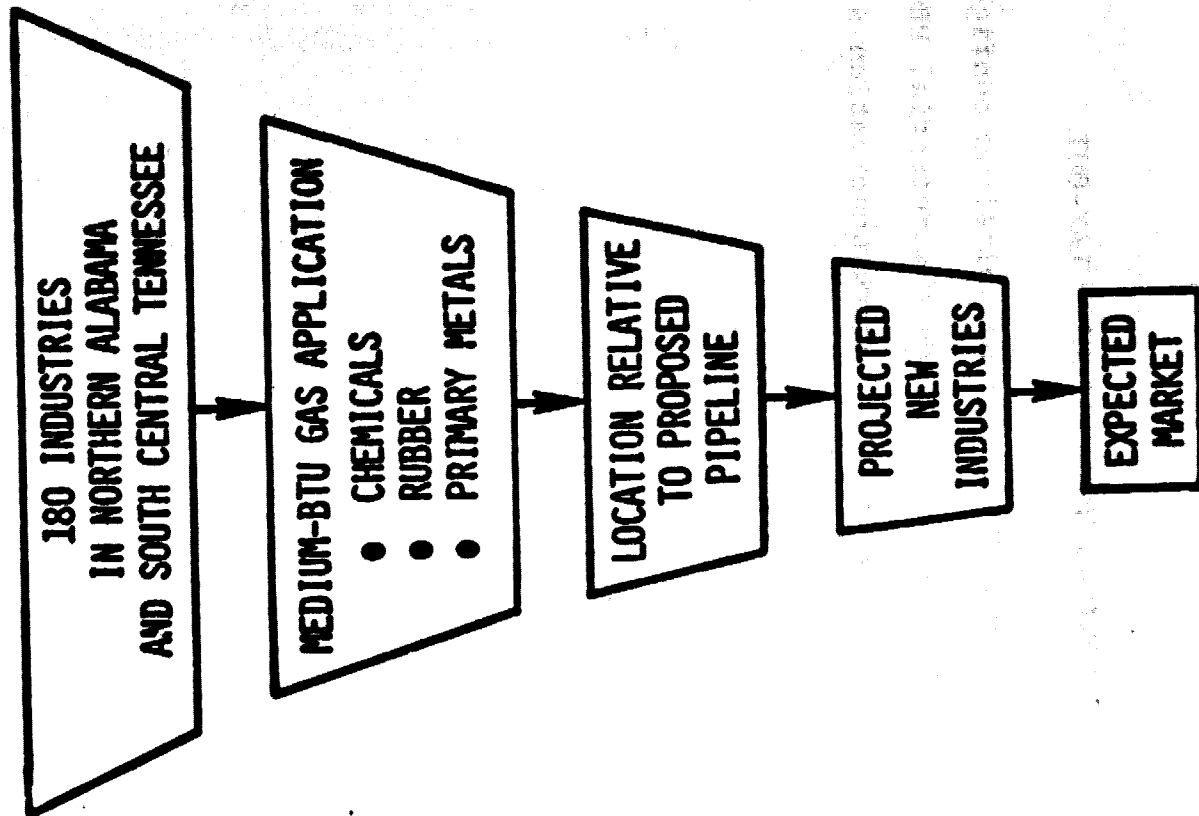 180 INDUSTRIES
IN NORTHERN ALABAMA
AND SOUTH CENTRAL TENNESSEE
MEDIUM-BTU GAS APPLICATION
● CHEMICALS
● RUBBER
● PRIMARY METALS
LOCATION RELATIVE
TO PROPOSED
PIPELINE
PROJECTED
NEW
INDUSTRIES
EXPECTED
MARKET